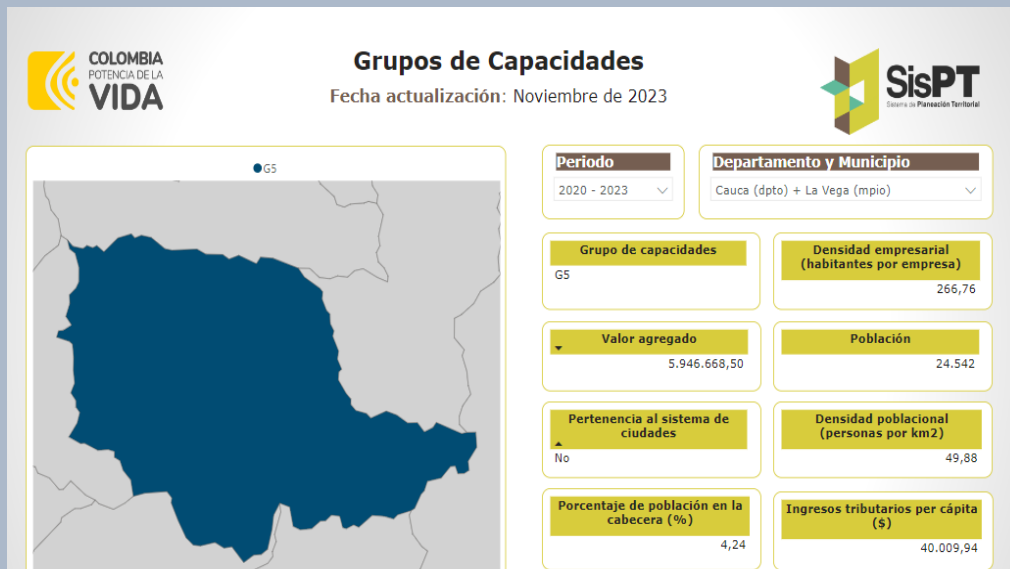 COLOMBIA
POTENCIA DE LA
VIDA
Grupos de Capacidades
Fecha actualización: Noviembre de 2023
SisPT
Sistema de Planeación Territorial
G5
Periodo
2020 - 2023
Departamento y Municipio
Cauca (dpto) + La Vega (mpio)
Grupo de capacidades
G5
Densidad empresarial
(habitantes por empresa)
266,76
Valor agregado
5.946.668,50
Población
24.542
Pertenencia al sistema de
ciudades
No
Densidad poblacional
(personas por km2)
49,88
Porcentaje de población en la
cabecera (%)
4,24
Ingresos tributarios per cápita
($)
40.009,94